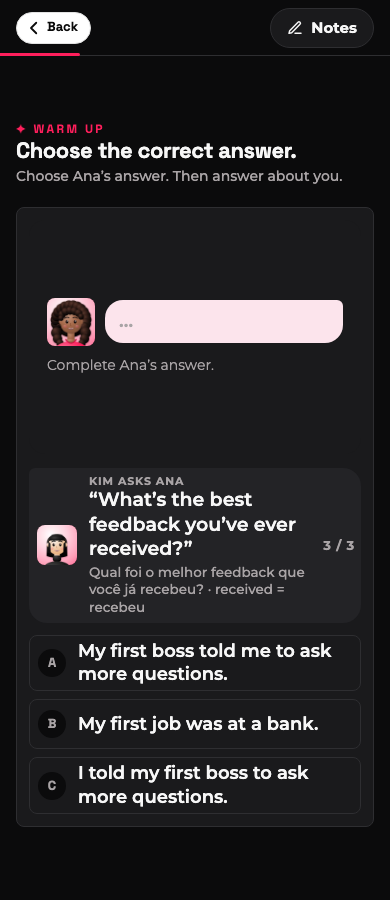 Back
Notes
WARM UP
Choose the correct answer.
Choose Ana's answer. Then answer about you.
...
Complete Ana's answer.
KIM ASKS ANA
“What's the best
feedback you've ever
received?”
3 / 3
Qual foi o melhor feedback que
você já recebeu? · received =
recebeu
A
My first boss told me to ask
more questions.
B
My first job was at a bank.
C
I told my first boss to ask
more questions.